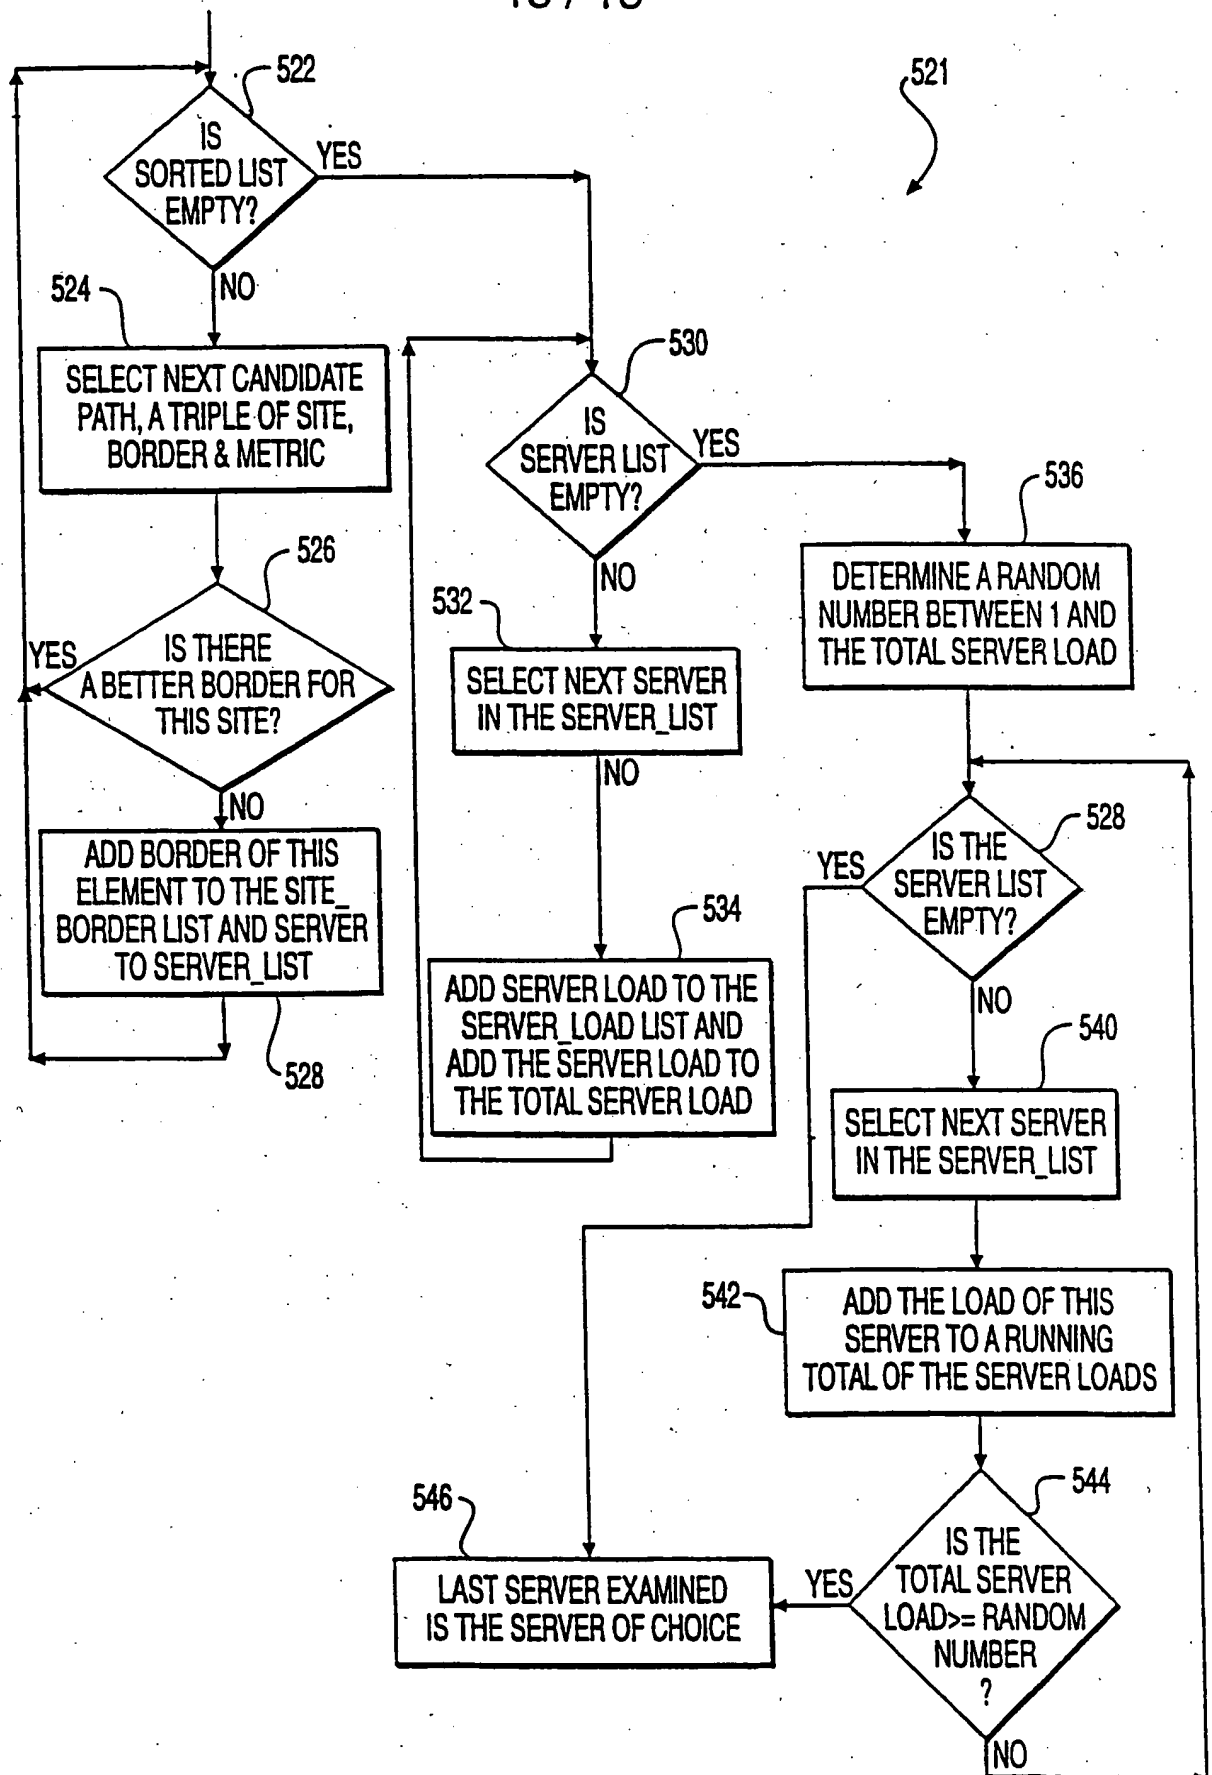 522
521
IS
SORTED LIST
EMPTY?
YES
NO
524
SELECT NEXT CANDIDATE
PATH, A TRIPLE OF SITE,
BORDER & METRIC
526
IS THERE
A BETTER BORDER FOR
THIS SITE?
YES
NO
ADD BORDER OF THIS
ELEMENT TO THE SITE_
BORDER LIST AND SERVER
TO SERVER_LIST
528
530
IS
SERVER LIST
EMPTY?
YES
NO
532
SELECT NEXT SERVER
IN THE SERVER_LIST
NO
534
ADD SERVER LOAD TO THE
SERVER_LOAD LIST AND
ADD THE SERVER LOAD TO
THE TOTAL SERVER LOAD
536
DETERMINE A RANDOM
NUMBER BETWEEN 1 AND
THE TOTAL SERVER LOAD
528
IS THE
SERVER LIST
EMPTY?
YES
NO
540
SELECT NEXT SERVER
IN THE SERVER_LIST
542
ADD THE LOAD OF THIS
SERVER TO A RUNNING
TOTAL OF THE SERVER LOADS
544
IS THE
TOTAL SERVER
LOAD>= RANDOM
NUMBER
?
YES
NO
546
LAST SERVER EXAMINED
IS THE SERVER OF CHOICE